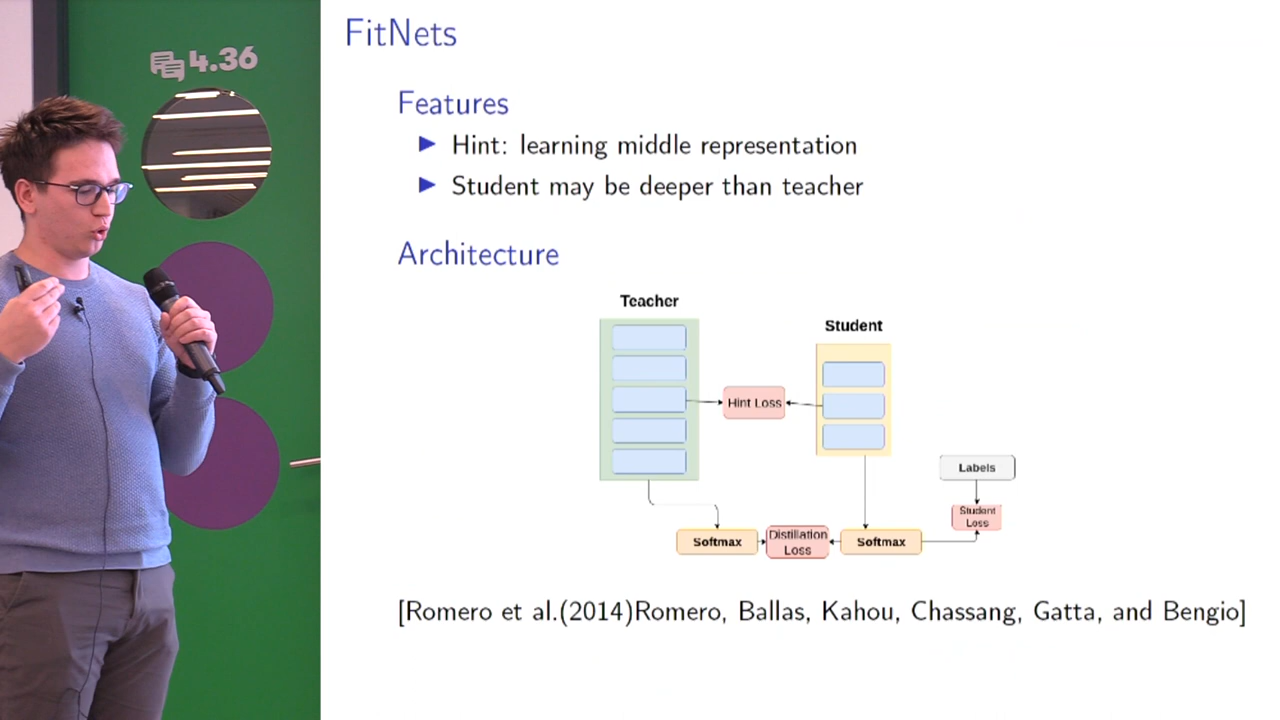 4.36
FitNets
Features
Hint: learning middle representation
Student may be deeper than teacher
Architecture
Teacher
Student
Hint Loss
Labels
Student
Loss
Softmax
Distillation
Loss
Softmax
[Romero et al.(2014)Romero, Ballas, Kahou, Chassang, Gatta, and Bengio]